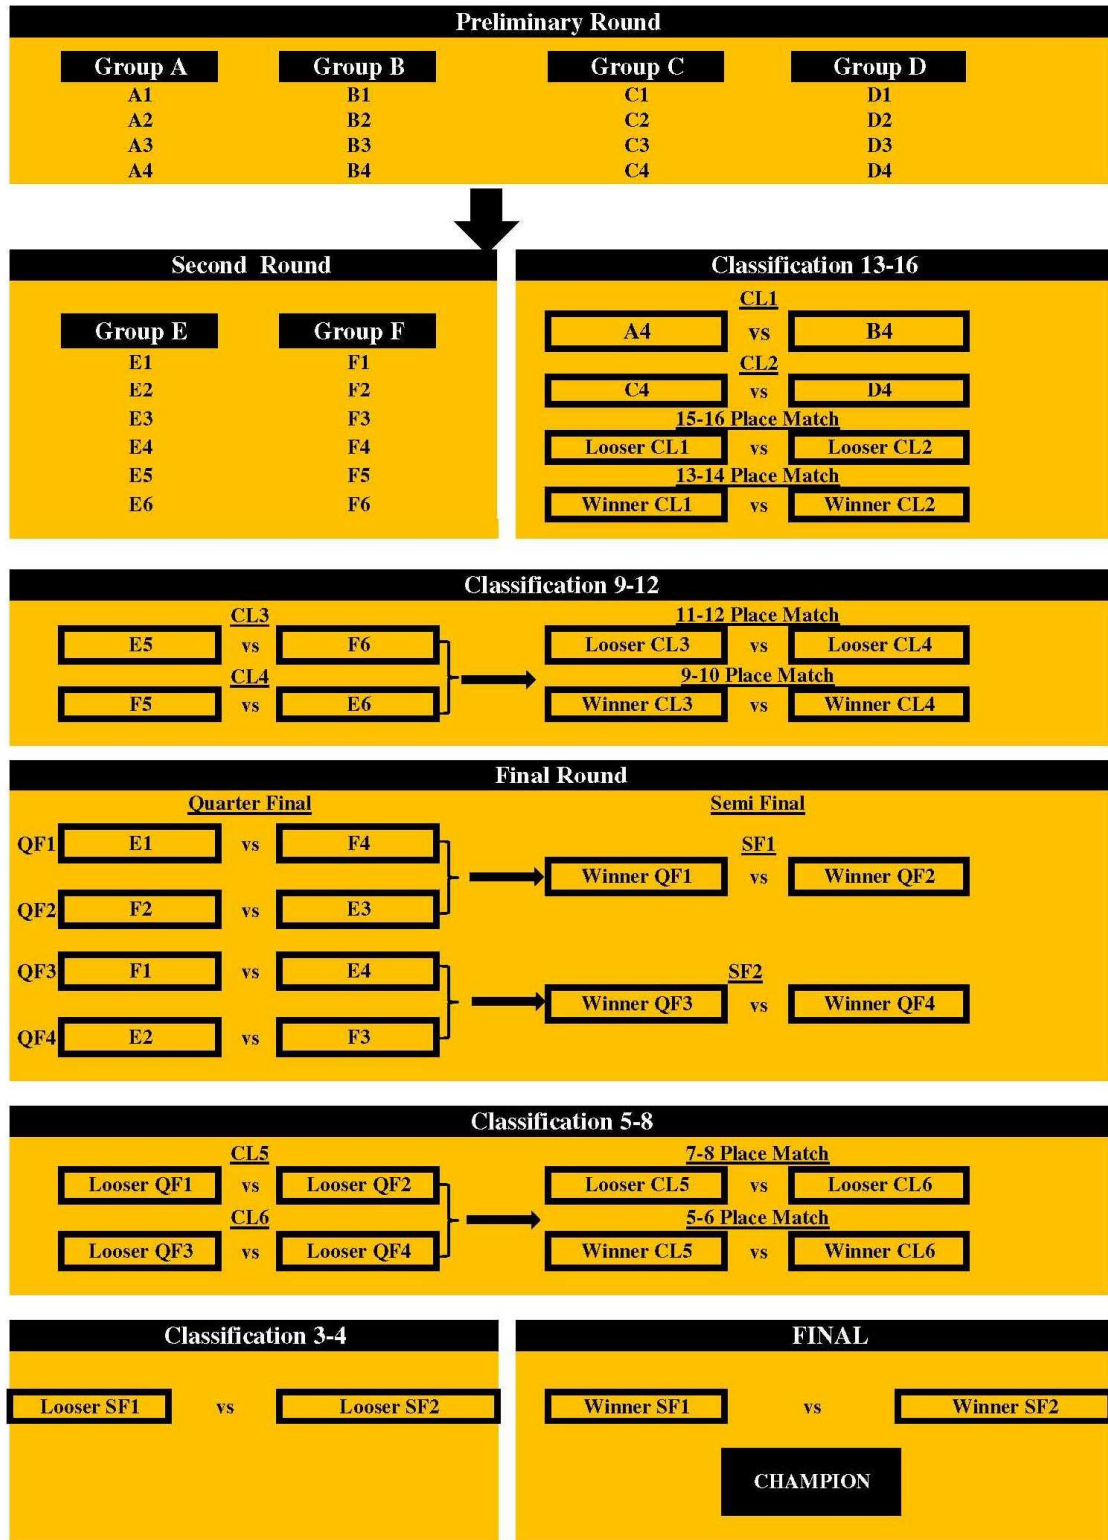 Preliminary Round
Group A Group B Group C Group D
A1 B1 C1 D1
A2 B2 C2 D2
A3 B3 C3 D3
A4 B4 C4 D4
Second Round
Group E Group F
E1 F1
E2 F2
E3 F3
E4 F4
E5 F5
E6 F6
Classification 13-16
CL1
A4 vs B4
CL2
C4 vs D4
15-16 Place Match
Looser CL1 vs Looser CL2
13-14 Place Match
Winner CL1 vs Winner CL2
Classification 9-12
CL3
E5 vs F6
CL4
F5 vs E6
11-12 Place Match
Looser CL3 vs Looser CL4
9-10 Place Match
Winner CL3 vs Winner CL4
Final Round
Quarter Final
QF1 E1 vs F4
QF2 F2 vs E3
QF3 F1 vs E4
QF4 E2 vs F3
Semi Final
SF1
Winner QF1 vs Winner QF2
SF2
Winner QF3 vs Winner QF4
Classification 5-8
CL5
Looser QF1 vs Looser QF2
CL6
Looser QF3 vs Looser QF4
7-8 Place Match
Looser CL5 vs Looser CL6
5-6 Place Match
Winner CL5 vs Winner CL6
Classification 3-4
Looser SF1 vs Looser SF2
FINAL
Winner SF1 vs Winner SF2
CHAMPION